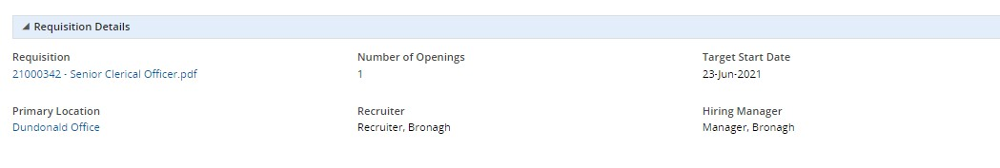 Requisition Details
Requisition
Number of Openings
Target Start Date
21000342 - Senior Clerical Officer.pdf
1
23-Jun-2021
Primary Location
Recruiter
Hiring Manager
Dundonald Office
Recruiter, Bronagh
Manager, Bronagh